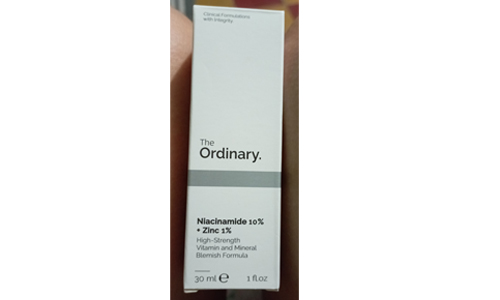 Clinical Formulations
with Integrity.
The
Ordinary.
Niacinamide 10%
+ Zinc 1%
High-Strength
Vitamin and Mineral
Blemish Formula
30 ml ℮ 1 fl oz